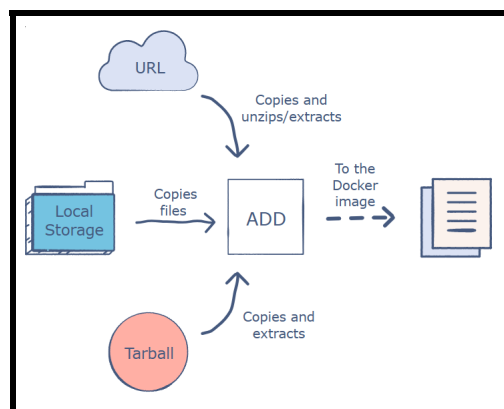 URL
Copies and
unzips/extracts
To the
Docker
image
Local
Storage
Copies
files
ADD
Copies and
extracts
Tarball